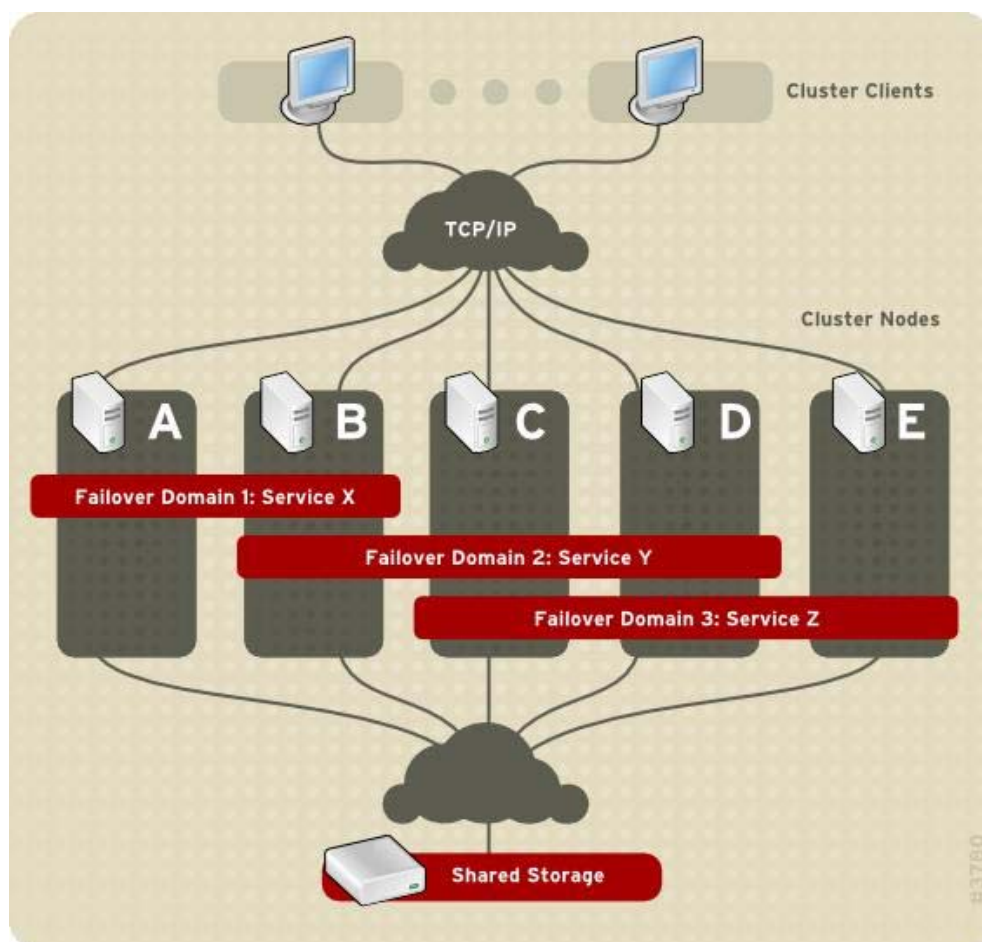 Cluster Clients
TCP/IP
Cluster Nodes
A
B
C
D
E
Failover Domain 1: Service X
Failover Domain 2: Service Y
Failover Domain 3: Service Z
Shared Storage
#3780